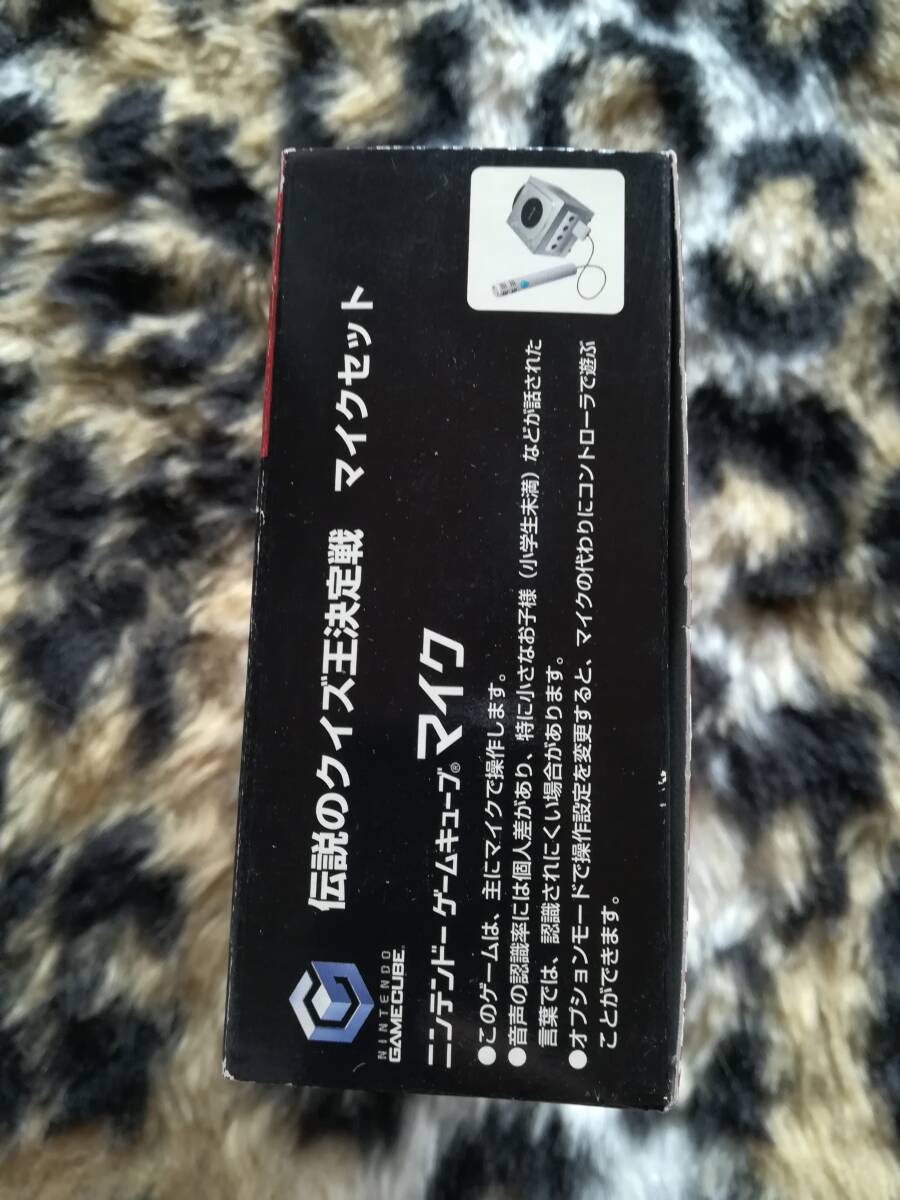 NINTENDO
GAMECUBE®
伝説のクイズ王決定戦 マイクセット
ニンテンドーゲームキューブ®マイク
●このゲームは、主にマイクで操作します。
●音声の認識率には個人差があり、特に小さなお子様（小学生未満）などが話された
言葉では、認識されにくい場合があります。
●オプションモードで操作設定を変更すると、マイクの代わりにコントローラで遊ぶ
ことができます。